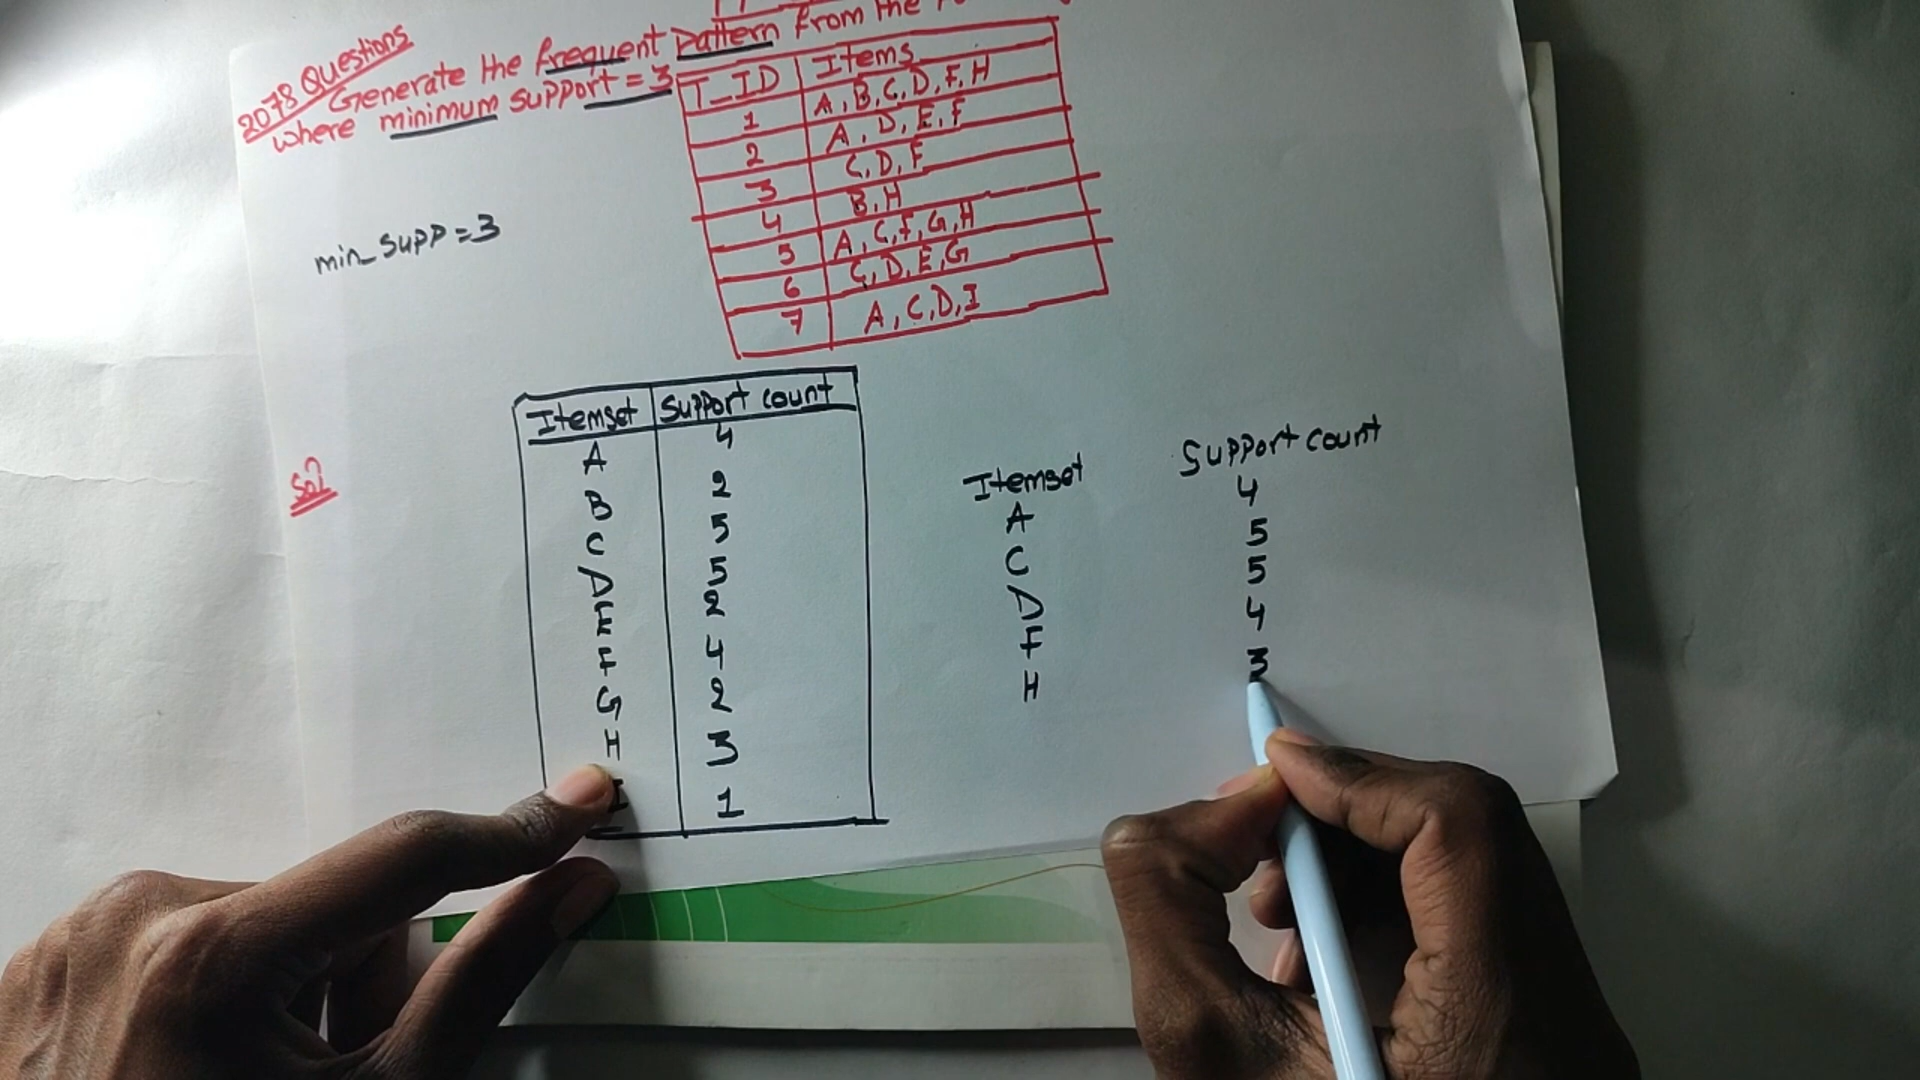 2078 Questions
Generate the frequent pattern from the
where minimum support = 3
T_ID Items
1 A, B, C, D, F, H
2 A, D, E, F
3 C, D, F
4 B, H
5 A, C, F, G, H
6 C, D, E, G
7 A, C, D, I
min_supp = 3
Sol
Itemset Support count
A 4
B 2
C 5
D 5
E 2
F 4
G 2
H 3
I 1
Itemset Support count
A 4
C 5
D 5
F 4
H 3